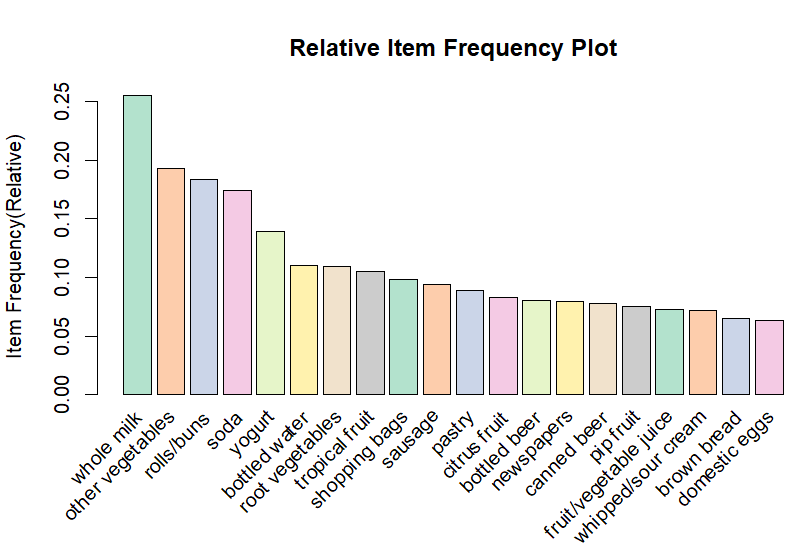 Relative Item Frequency Plot
Item Frequency(Relative)
0.25
0.20
0.15
0.10
0.05
0.00
whole milk
other vegetables
rolls/buns
soda
yogurt
bottled water
root vegetables
tropical fruit
shopping bags
sausage
pastry
citrus fruit
bottled beer
newspapers
canned beer
pip fruit
fruit/vegetable juice
whipped/sour cream
brown bread
domestic eggs